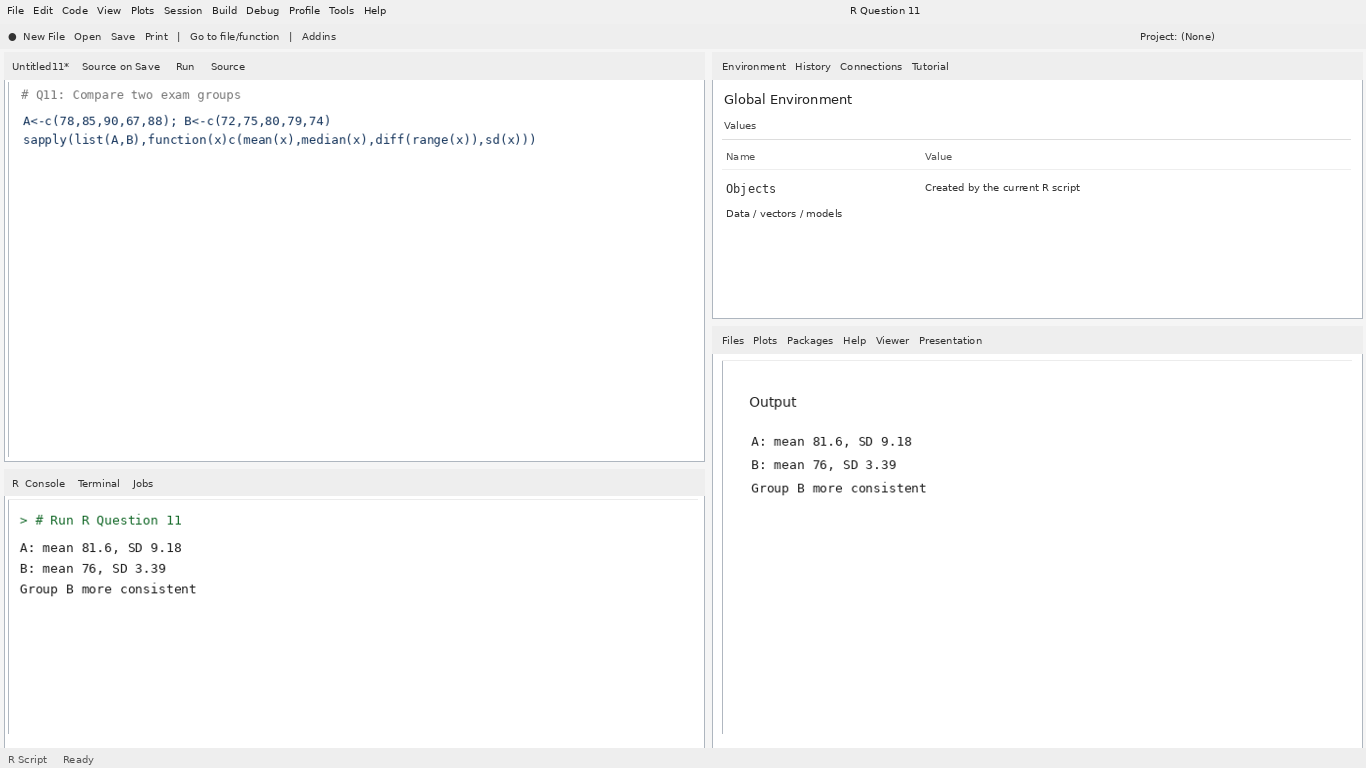 File Edit Code View Plots Session Build Debug Profile Tools Help
R Question 11
● New File Open Save Print | Go to file/function | Addins
Project: (None)
Untitled11* Source on Save Run Source
# Q11: Compare two exam groups
A<-c(78,85,90,67,88); B<-c(72,75,80,79,74)
sapply(list(A,B),function(x)c(mean(x),median(x),diff(range(x)),sd(x)))
R Console Terminal Jobs
> # Run R Question 11
A: mean 81.6, SD 9.18
B: mean 76, SD 3.39
Group B more consistent
Environment History Connections Tutorial
Global Environment
Values
Name Value
Objects Created by the current R script
Data / vectors / models
Files Plots Packages Help Viewer Presentation
Output
A: mean 81.6, SD 9.18
B: mean 76, SD 3.39
Group B more consistent
R Script Ready